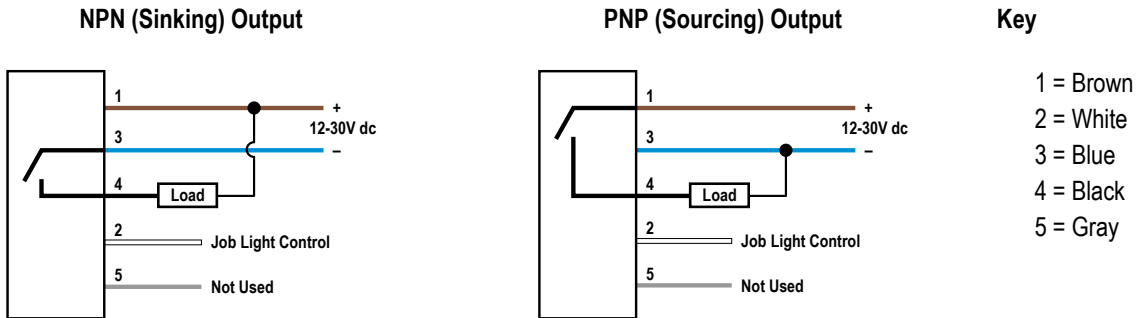 NPN (Sinking) Output
1
+
12-30V dc
3
–
4
Load
2
Job Light Control
5
Not Used
PNP (Sourcing) Output
1
+
12-30V dc
3
–
4
Load
2
Job Light Control
5
Not Used
Key
1 = Brown
2 = White
3 = Blue
4 = Black
5 = Gray